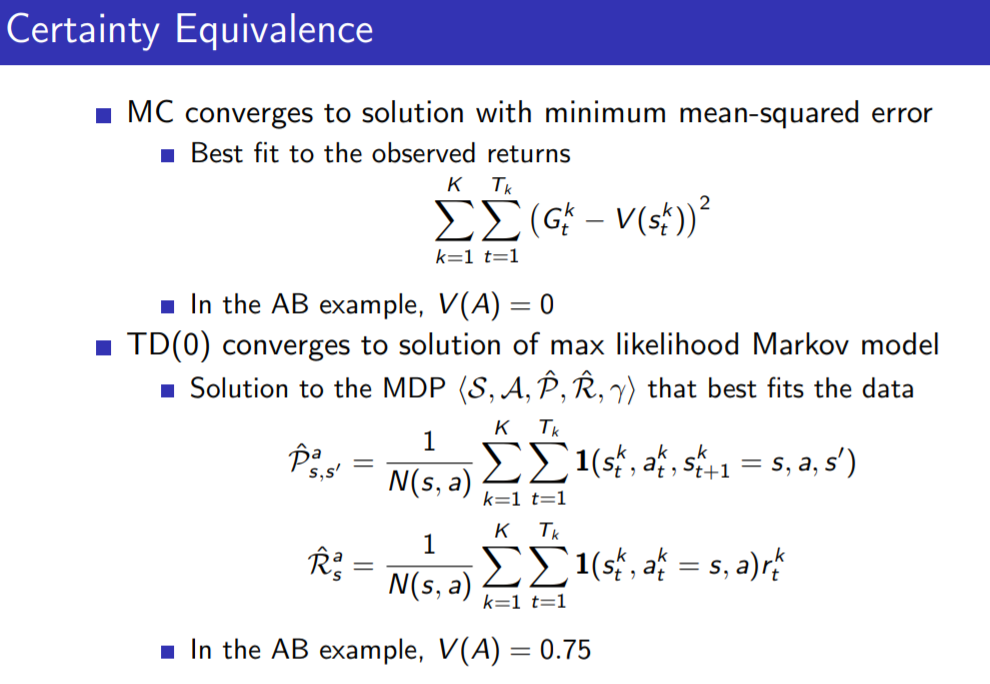 Certainty Equivalence
MC converges to solution with minimum mean-squared error
Best fit to the observed returns
$\sum_{k=1}^{K} \sum_{t=1}^{T_k} \left(G_t^k - V(s_t^k)\right)^2$
In the AB example, $V(A) = 0$
TD(0) converges to solution of max likelihood Markov model
Solution to the MDP $\langle \mathcal{S}, \mathcal{A}, \hat{\mathcal{P}}, \hat{\mathcal{R}}, \gamma \rangle$ that best fits the data
$\hat{\mathcal{P}}_{s,s'}^a = \frac{1}{N(s,a)} \sum_{k=1}^{K} \sum_{t=1}^{T_k} \mathbf{1}(s_t^k, a_t^k, s_{t+1}^k = s, a, s')$
$\hat{\mathcal{R}}_s^a = \frac{1}{N(s,a)} \sum_{k=1}^{K} \sum_{t=1}^{T_k} \mathbf{1}(s_t^k, a_t^k = s, a) r_t^k$
In the AB example, $V(A) = 0.75$